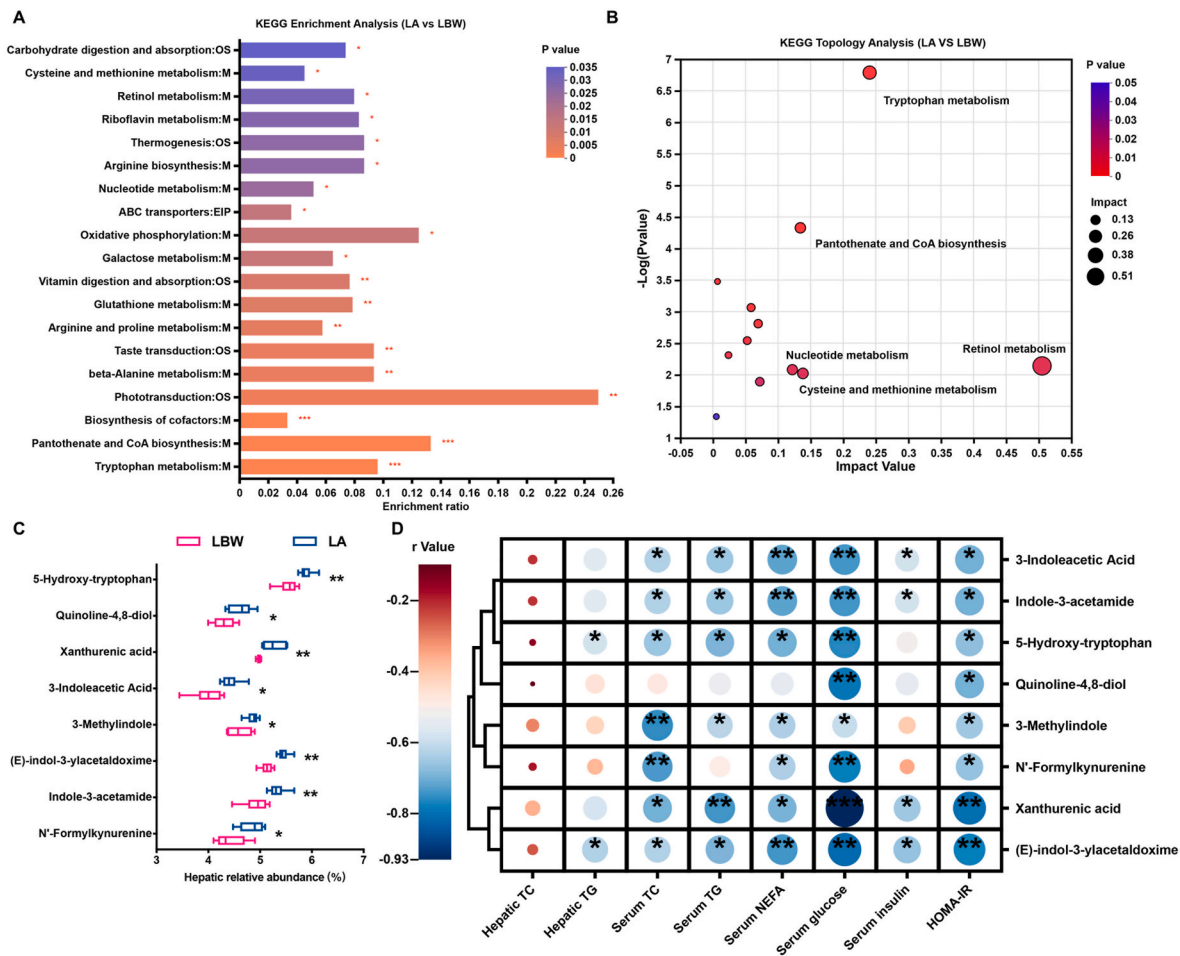 A
KEGG Enrichment Analysis (LA vs LBW)
Carbohydrate digestion and absorption:OS
*
Cysteine and methionine metabolism:M
*
Retinol metabolism:M
*
Riboflavin metabolism:M
*
Thermogenesis:OS
*
Arginine biosynthesis:M
*
Nucleotide metabolism:M
*
ABC transporters:EIP
*
Oxidative phosphorylation:M
*
Galactose metabolism:M
*
Vitamin digestion and absorption:OS
**
Glutathione metabolism:M
**
Arginine and proline metabolism:M
**
Taste transduction:OS
**
beta-Alanine metabolism:M
**
Phototransduction:OS
**
Biosynthesis of cofactors:M
***
Pantothenate and CoA biosynthesis:M
***
Tryptophan metabolism:M
***
0 0.02 0.04 0.06 0.08 0.1 0.12 0.14 0.16 0.18 0.2 0.22 0.24 0.26
Enrichment ratio
P value
0.035
0.030
0.025
0.020
0.015
0.010
0.005
0
B
KEGG Topology Analysis (LA VS LBW)
-Log(Pvalue)
7
6.5
6
5.5
5
4.5
4
3.5
3
2.5
2
1.5
1
Tryptophan metabolism
Pantothenate and CoA biosynthesis
Nucleotide metabolism
Retinol metabolism
Cysteine and methionine metabolism
-0.05 0 0.05 0.1 0.15 0.2 0.25 0.3 0.35 0.4 0.45 0.5 0.55
Impact Value
P value
0.05
0.04
0.03
0.02
0.01
0
Impact
0.13
0.26
0.38
0.51
C
LBW LA
5-Hydroxy-tryptophan
**
Quinoline-4,8-diol
*
Xanthurenic acid
**
3-Indoleacetic Acid
*
3-Methylindole
*
(E)-indol-3-ylacetaldoxime
**
Indole-3-acetamide
**
N'-Formylkynurenine
*
3 4 5 6 7
Hepatic relative abundance (%)
D
r Value
-0.2
-0.4
-0.6
-0.8
-0.93
* * ** ** * * 3-Indoleacetic Acid
* * ** ** * * Indole-3-acetamide
* * * * ** * 5-Hydroxy-tryptophan
** * Quinoline-4,8-diol
** * * * * 3-Methylindole
** * ** * N'-Formylkynurenine
* ** * *** * ** Xanthurenic acid
* * * ** ** * ** (E)-indol-3-ylacetaldoxime
Hepatic TC
Hepatic TG
Serum TC
Serum TG
Serum NEFA
Serum glucose
Serum insulin
HOMA-IR